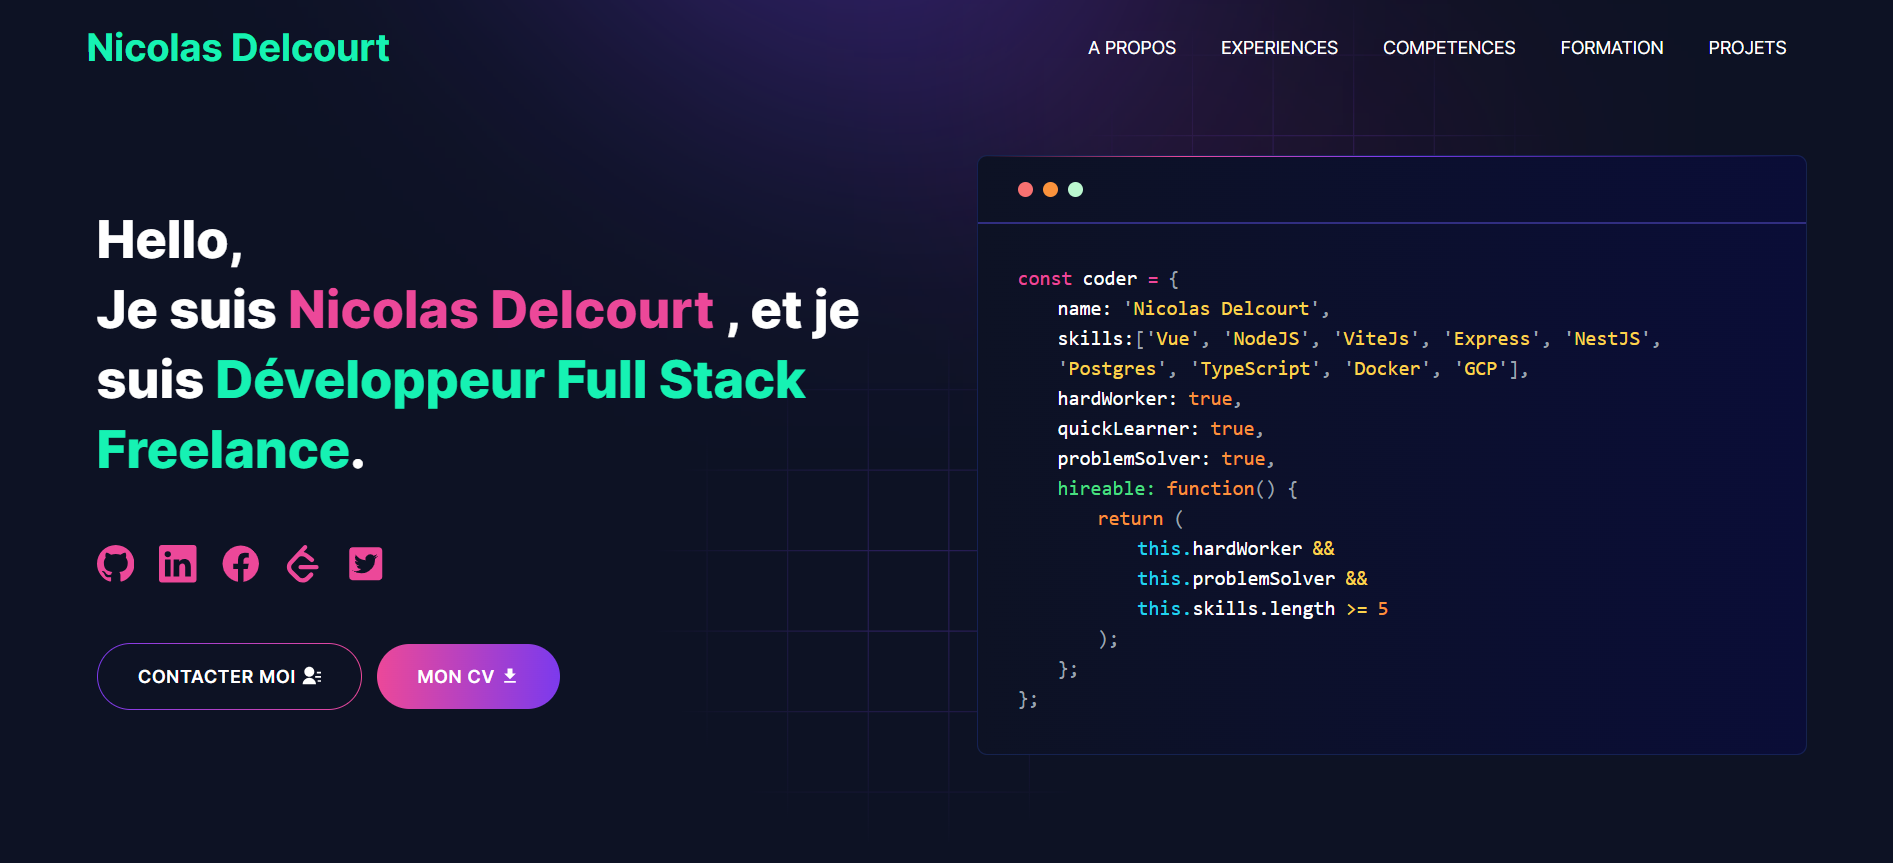 Nicolas Delcourt
A PROPOS EXPERIENCES COMPETENCES FORMATION PROJETS
Hello,
Je suis Nicolas Delcourt , et je
suis Développeur Full Stack
Freelance.
CONTACTER MOI
MON CV
const coder = {
name: 'Nicolas Delcourt',
skills:['Vue', 'NodeJS', 'ViteJs', 'Express', 'NestJS',
'Postgres', 'TypeScript', 'Docker', 'GCP'],
hardWorker: true,
quickLearner: true,
problemSolver: true,
hireable: function() {
return (
this.hardWorker &&
this.problemSolver &&
this.skills.length >= 5
);
};
};